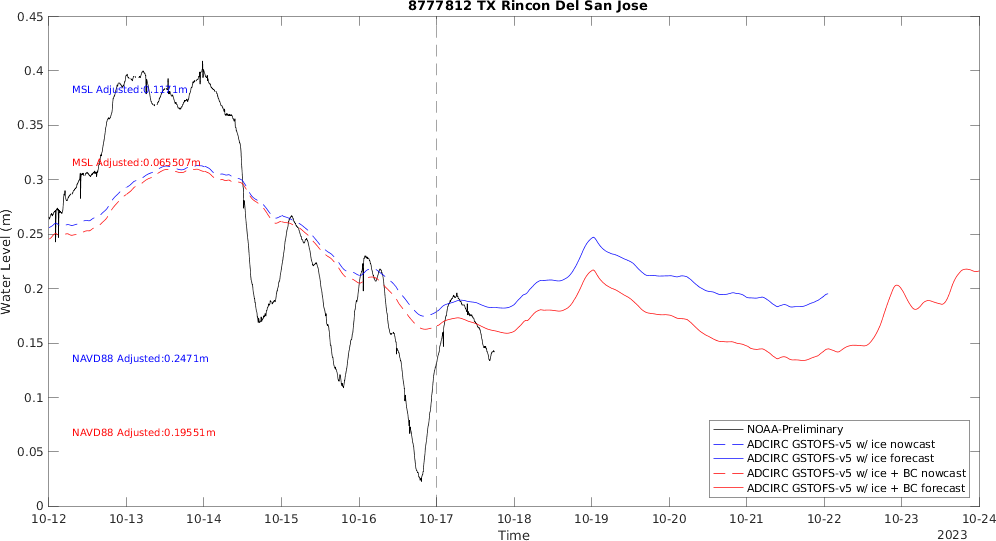 8777812 TX Rincon Del San Jose
0.45
0.4
0.35
0.3
0.25
0.2
0.15
0.1
0.05
0
Water Level (m)
MSL Adjusted:0.1171m
MSL Adjusted:0.065507m
NAVD88 Adjusted:0.2471m
NAVD88 Adjusted:0.19551m
NOAA-Preliminary
ADCIRC GSTOFS-v5 w/ ice nowcast
ADCIRC GSTOFS-v5 w/ ice forecast
ADCIRC GSTOFS-v5 w/ ice + BC nowcast
ADCIRC GSTOFS-v5 w/ ice + BC forecast
10-12 10-13 10-14 10-15 10-16 10-17 10-18 10-19 10-20 10-21 10-22 10-23 10-24
Time
2023